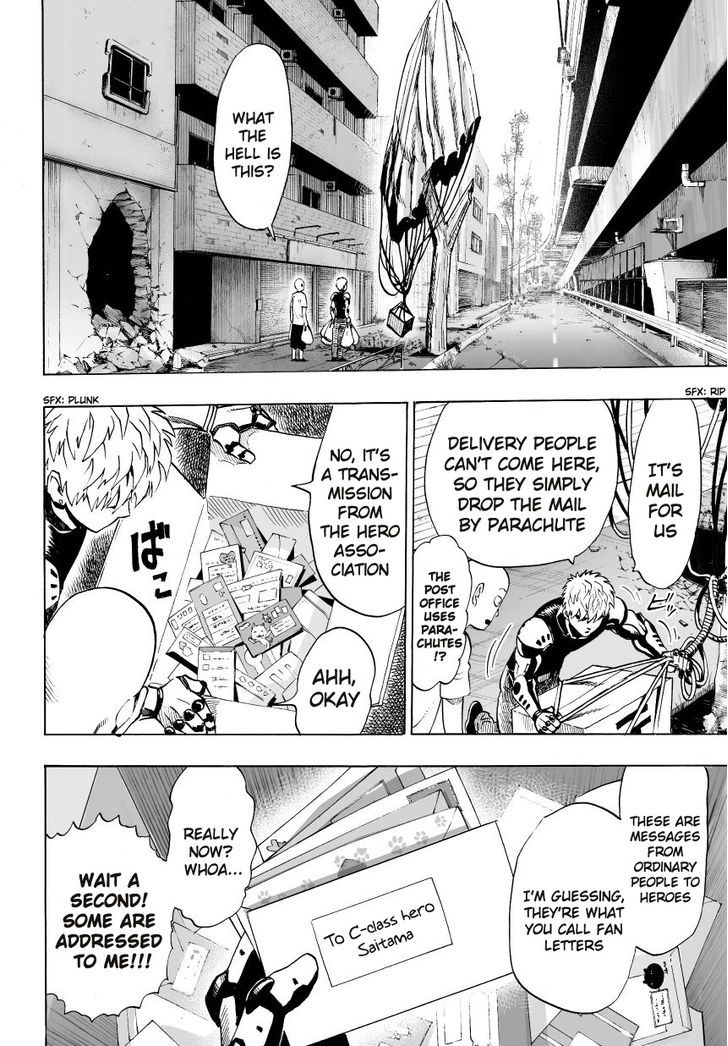 WHAT
THE
HELL IS
THIS?
SFX: RIP
IT'S
MAIL
FOR
US
DELIVERY PEOPLE
CAN'T COME HERE,
SO THEY SIMPLY
DROP THE MAIL
BY PARACHUTE
THE
POST
OFFICE
USES
PARA-
CHUTES
!?
ビッ
SFX: PLUNK
NO, IT'S
A TRANS-
MISSION
FROM
THE HERO
ASSO-
CIATION
ばこ
AHH,
OKAY
THESE ARE
MESSAGES
FROM
ORDINARY
PEOPLE TO
HEROES
I'M GUESSING,
THEY'RE WHAT
YOU CALL FAN
LETTERS
To C-class hero
Saitama
REALLY
NOW?
WHOA...
WAIT A
SECOND!
SOME ARE
ADDRESSED
TO ME!!!